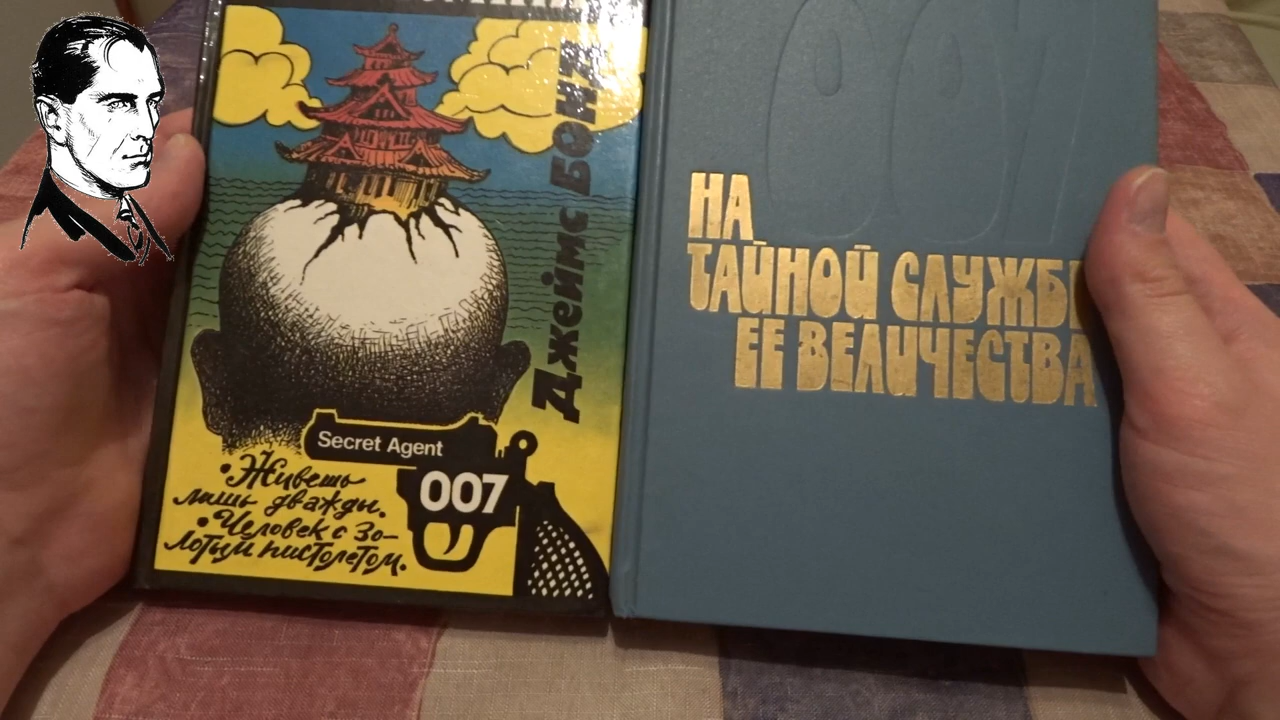 Джеймс Бонд
Secret Agent
007
• Живешь
лишь дважды.
• Человек с Зо-
лотым пистолетом.
007
НА
ТАЙНОЙ СЛУЖБЕ
ЕЕ ВЕЛИЧЕСТВА